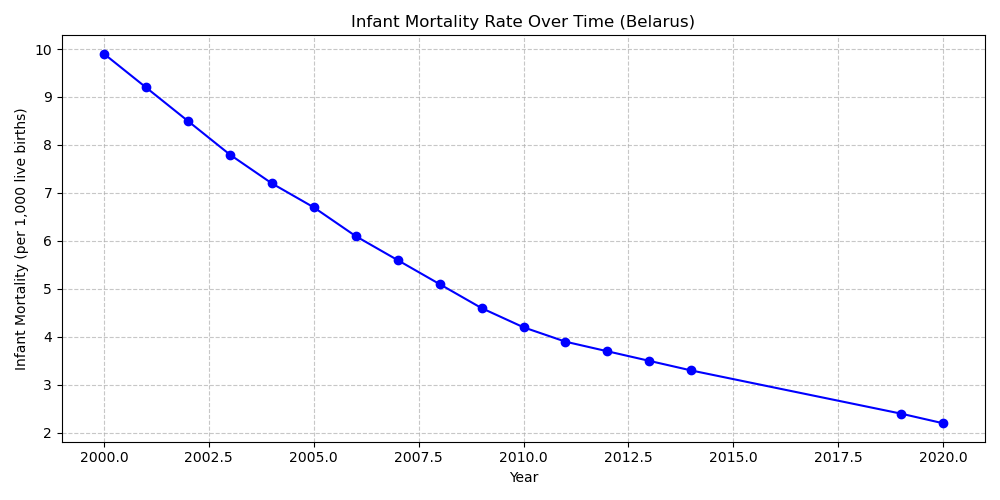 Infant Mortality Rate Over Time (Belarus)
Infant Mortality (per 1,000 live births)
10
9
8
7
6
5
4
3
2
2000.0 2002.5 2005.0 2007.5 2010.0 2012.5 2015.0 2017.5 2020.0
Year